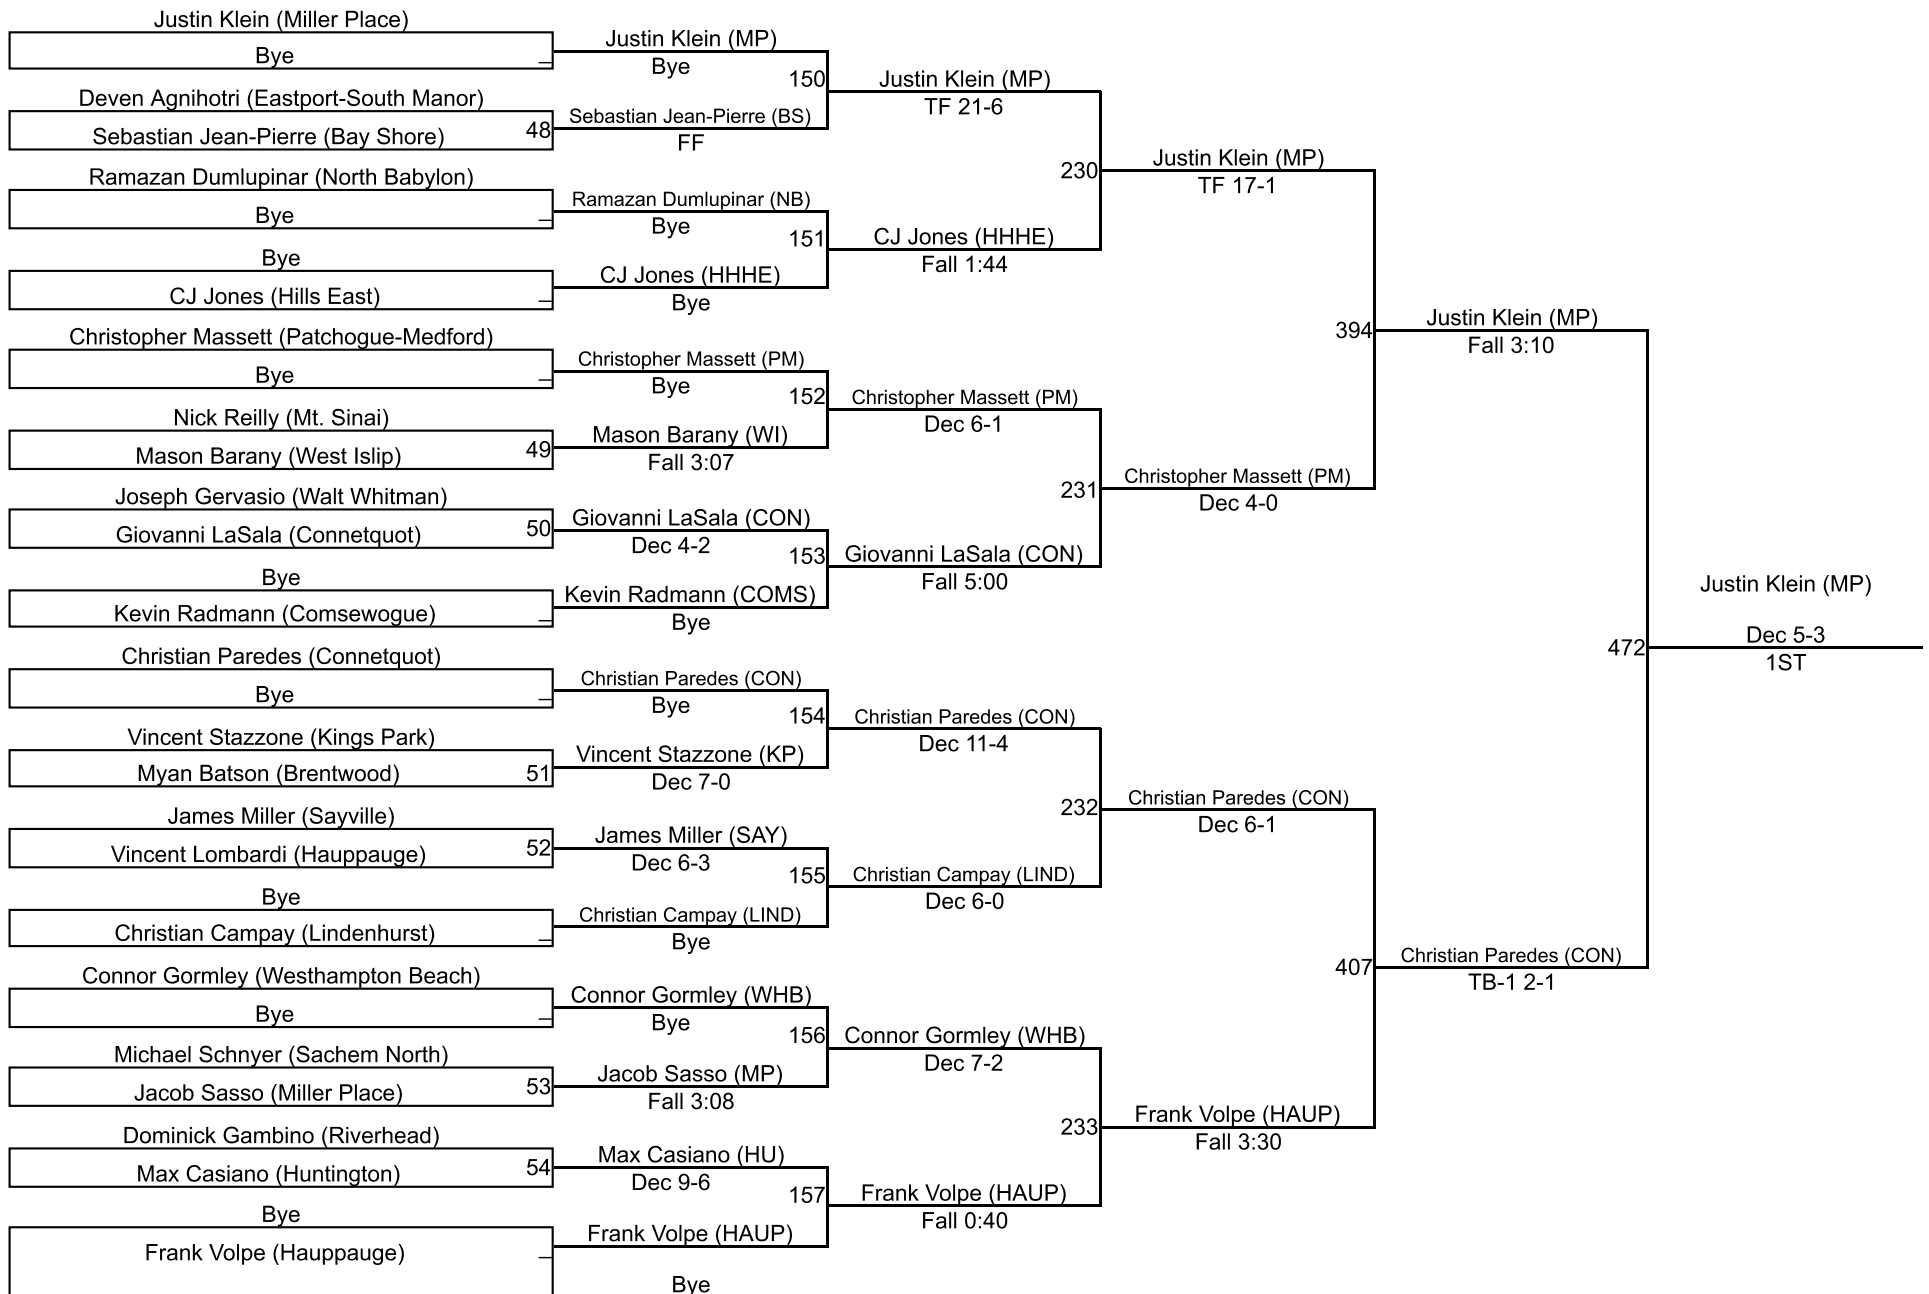 Justin Klein (Miller Place)
Bye
Deven Agnihotri (Eastport-South Manor)
48
Sebastian Jean-Pierre (Bay Shore)
Ramazan Dumlupinar (North Babylon)
Bye
Bye
CJ Jones (Hills East)
Christopher Massett (Patchogue-Medford)
Bye
Nick Reilly (Mt. Sinai)
49
Mason Barany (West Islip)
Joseph Gervasio (Walt Whitman)
50
Giovanni LaSala (Connetquot)
Bye
Kevin Radmann (Comsewogue)
Christian Paredes (Connetquot)
Bye
Vincent Stazzone (Kings Park)
Myan Batson (Brentwood)
51
James Miller (Sayville)
52
Vincent Lombardi (Hauppauge)
Bye
Christian Campay (Lindenhurst)
Connor Gormley (Westhampton Beach)
Bye
Michael Schnyer (Sachem North)
53
Jacob Sasso (Miller Place)
Dominick Gambino (Riverhead)
54
Max Casiano (Huntington)
Bye
Frank Volpe (Hauppauge)
Justin Klein (MP)
Bye
150
Sebastian Jean-Pierre (BS)
FF
Ramazan Dumlupinar (NB)
Bye
151
CJ Jones (HHHE)
Bye
Christopher Massett (PM)
Bye
152
Mason Barany (WI)
Fall 3:07
Giovanni LaSala (CON)
Dec 4-2
153
Kevin Radmann (COMS)
Bye
Christian Paredes (CON)
Bye
154
Vincent Stazzone (KP)
Dec 7-0
James Miller (SAY)
Dec 6-3
155
Christian Campay (LIND)
Bye
Connor Gormley (WHB)
Bye
156
Jacob Sasso (MP)
Fall 3:08
Max Casiano (HU)
Dec 9-6
157
Frank Volpe (HAUP)
Bye
Justin Klein (MP)
TF 21-6
230
CJ Jones (HHHE)
Fall 1:44
Christopher Massett (PM)
Dec 6-1
231
Giovanni LaSala (CON)
Fall 5:00
Christian Paredes (CON)
Dec 11-4
232
Christian Campay (LIND)
Dec 6-0
Connor Gormley (WHB)
Dec 7-2
233
Frank Volpe (HAUP)
Fall 0:40
Justin Klein (MP)
TF 17-1
394
Christopher Massett (PM)
Dec 4-0
Christian Paredes (CON)
Dec 6-1
407
Frank Volpe (HAUP)
Fall 3:30
Justin Klein (MP)
Fall 3:10
472
Christian Paredes (CON)
TB-1 2-1
Justin Klein (MP)
Dec 5-3
1ST